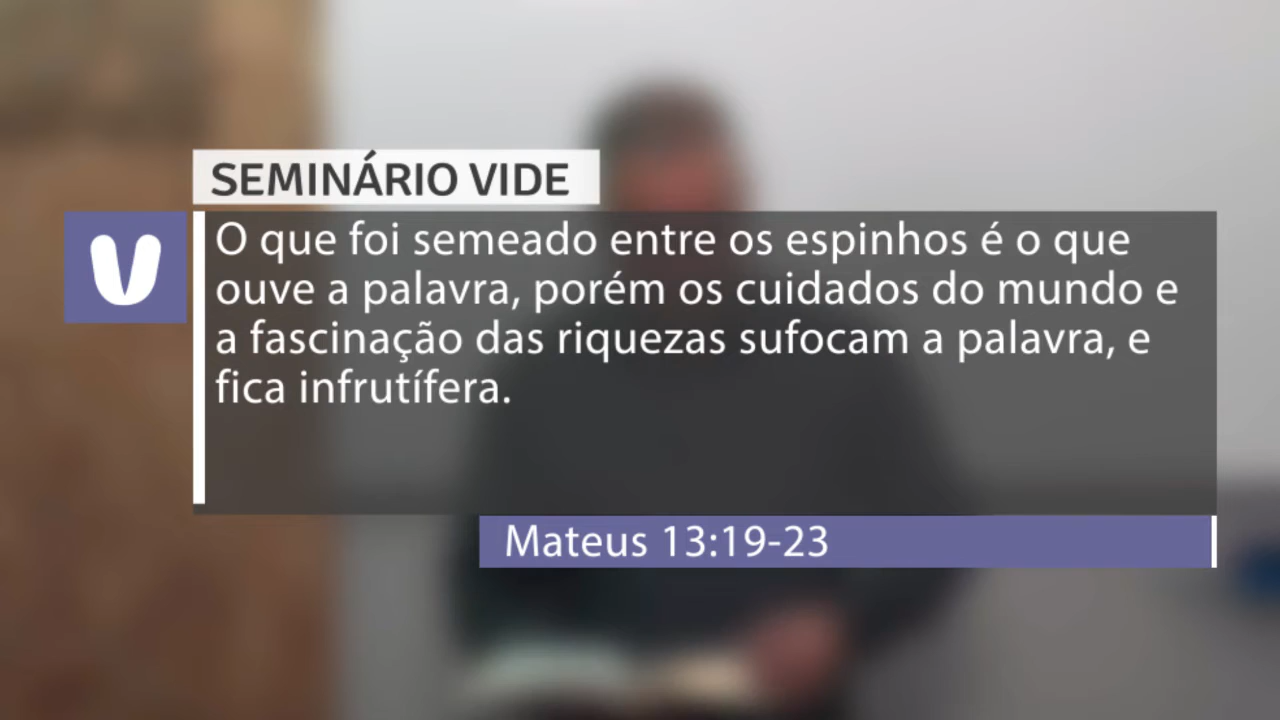 SEMINÁRIO VIDE
O que foi semeado entre os espinhos é o que
ouve a palavra, porém os cuidados do mundo e
a fascinação das riquezas sufocam a palavra, e
fica infrutífera.
Mateus 13:19-23